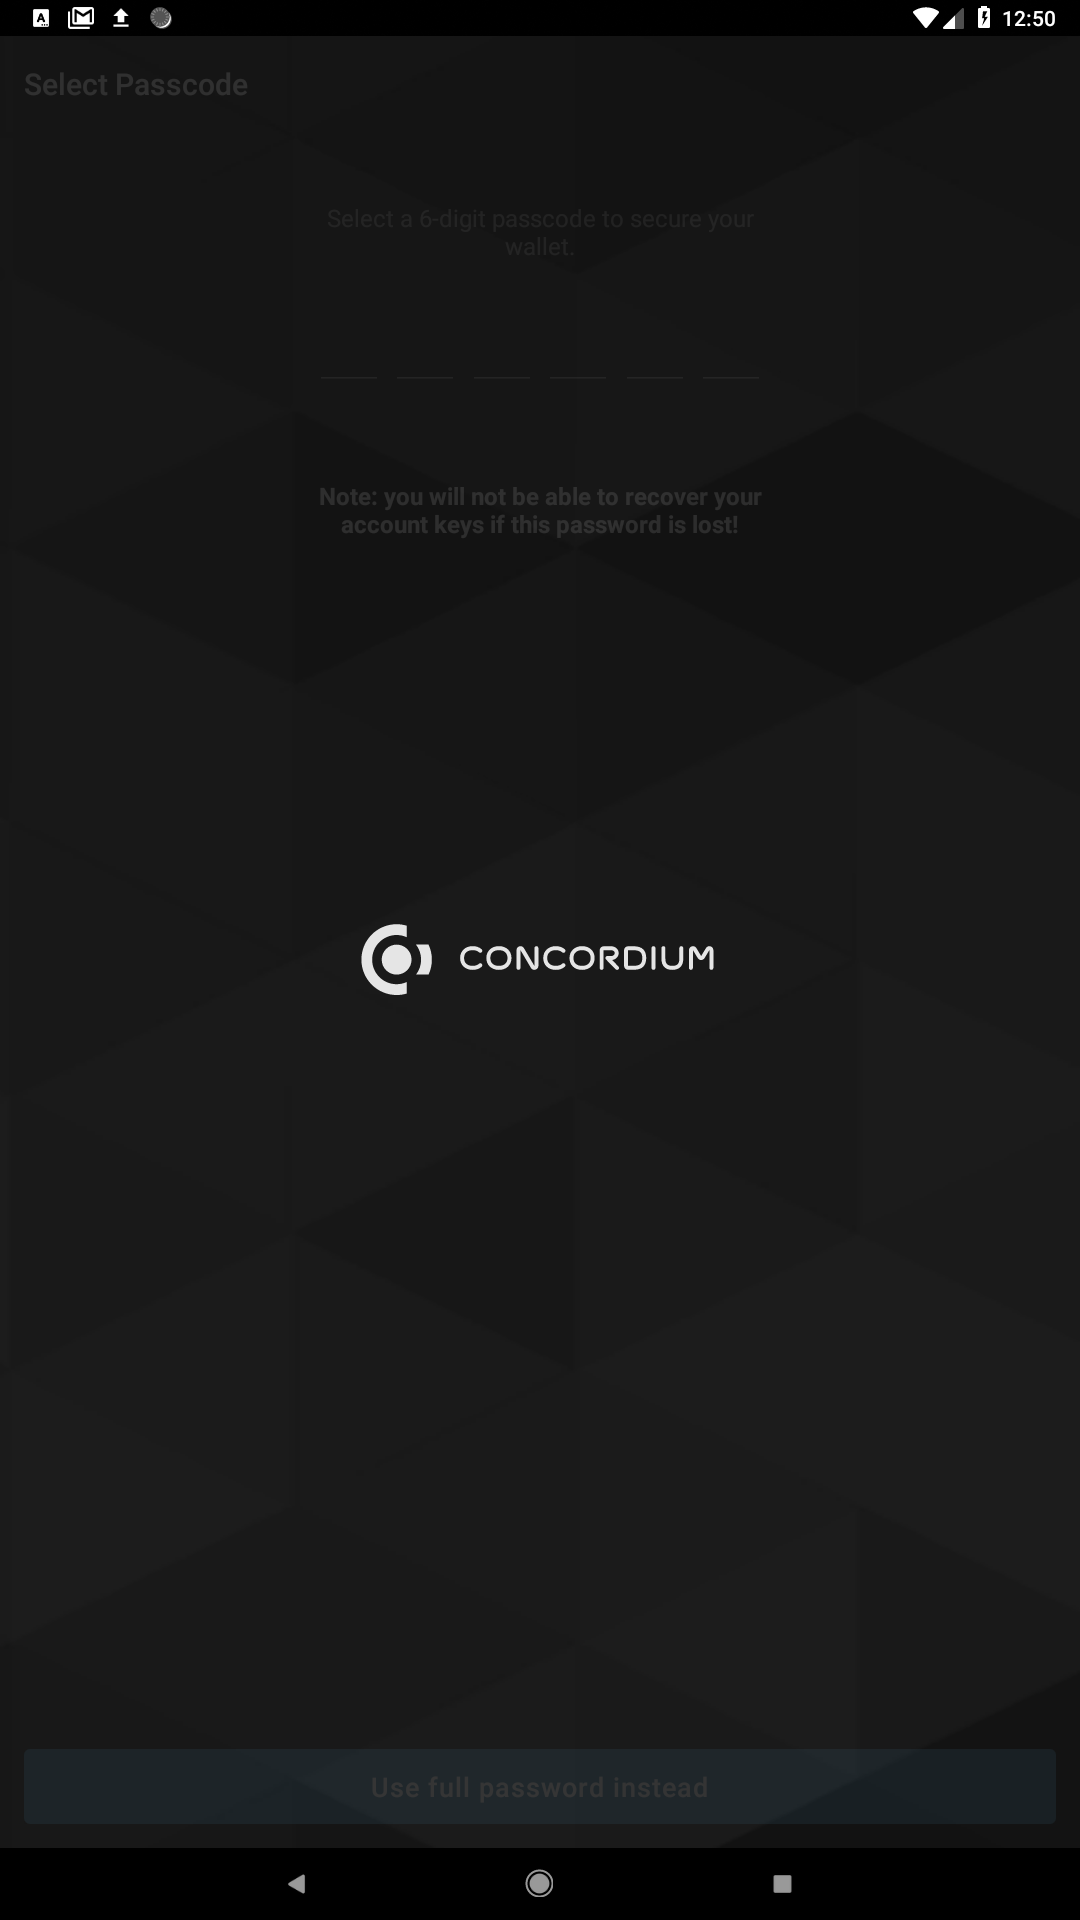 12:50
Select Passcode
Select a 6-digit passcode to secure your
wallet.
Note: you will not be able to recover your
account keys if this password is lost!
CONCORDIUM
Use full password instead